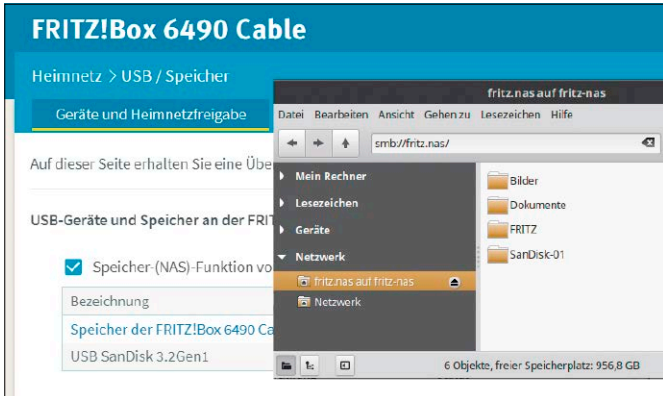 FRITZ!Box 6490 Cable
Heimnetz > USB / Speicher
Geräte und Heimnetzfreigabe
Auf dieser Seite erhalten Sie eine Übe
USB-Geräte und Speicher an der FRIT
Speicher-(NAS)-Funktion vo
Bezeichnung
Speicher der FRITZ!Box 6490 Ca
USB SanDisk 3.2Gen1
fritz.nas auf fritz-nas
Datei Bearbeiten Ansicht Gehen zu Lesezeichen Hilfe
smb://fritz.nas/
Mein Rechner
Lesezeichen
Geräte
Netzwerk
fritz.nas auf fritz-nas
Netzwerk
Bilder
Dokumente
FRITZ
SanDisk-01
6 Objekte, freier Speicherplatz: 956,8 GB